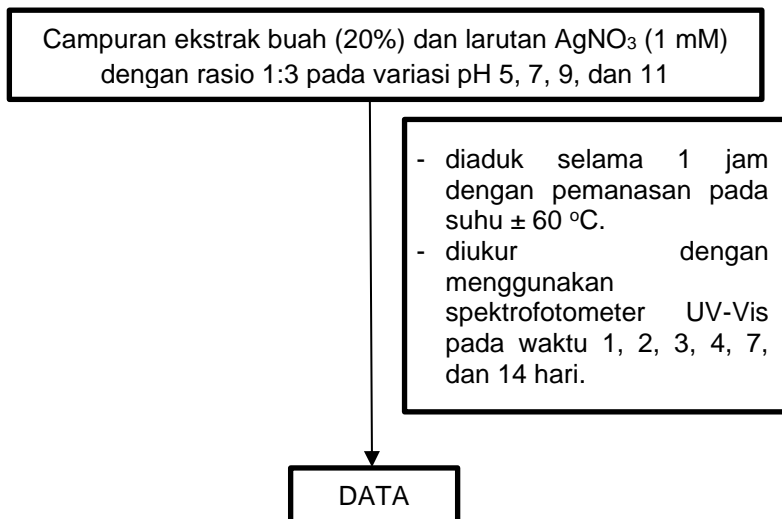 Campuran ekstrak buah (20%) dan larutan AgNO₃ (1 mM)
dengan rasio 1:3 pada variasi pH 5, 7, 9, dan 11
- diaduk selama 1 jam
dengan pemanasan pada
suhu ± 60 ᵒC.
- diukur dengan
menggunakan
spektrofotometer UV-Vis
pada waktu 1, 2, 3, 4, 7,
dan 14 hari.
DATA